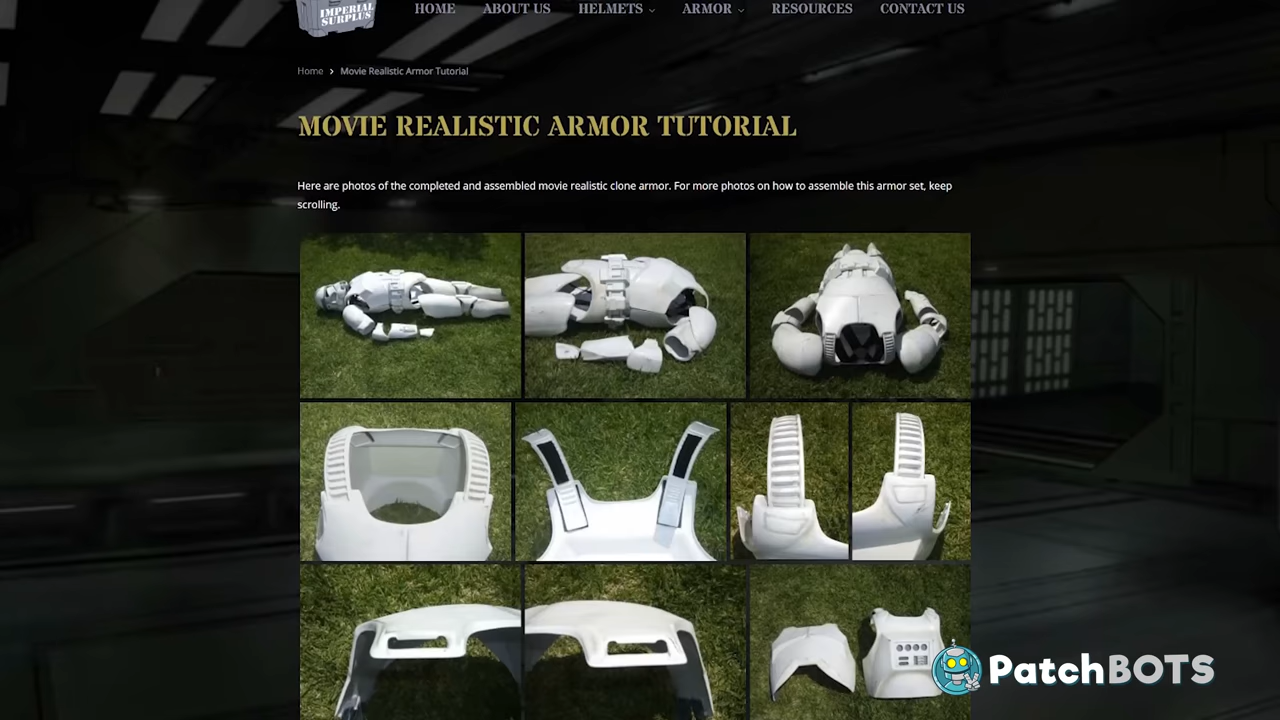 IMPERIAL
SURPLUS
HOME ABOUT US HELMETS ARMOR RESOURCES CONTACT US
Home > Movie Realistic Armor Tutorial
MOVIE REALISTIC ARMOR TUTORIAL
Here are photos of the completed and assembled movie realistic clone armor. For more photos on how to assemble this armor set, keep
scrolling.
PatchBOTS